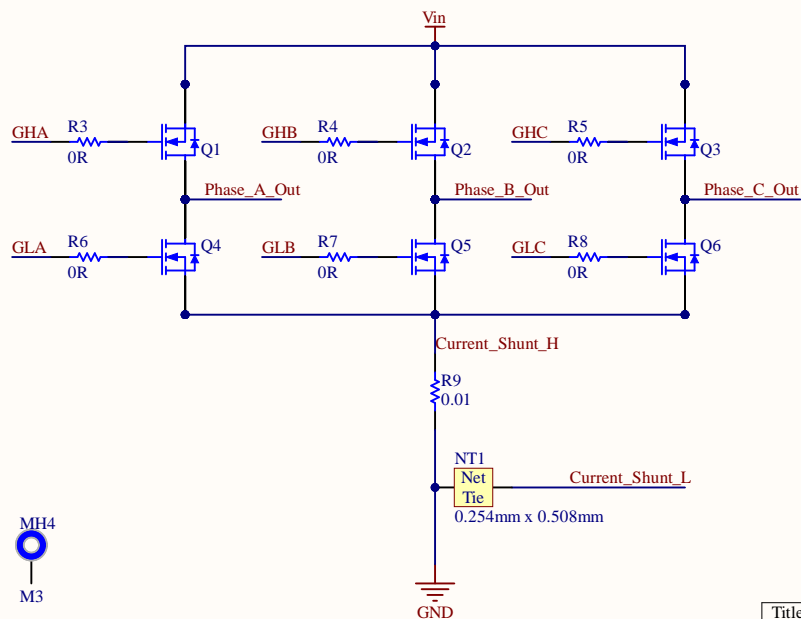 Vin
GHA
R3
0R
Q1
GHB
R4
0R
Q2
GHC
R5
0R
Q3
Phase_A_Out
Phase_B_Out
Phase_C_Out
GLA
R6
0R
Q4
GLB
R7
0R
Q5
GLC
R8
0R
Q6
Current_Shunt_H
R9
0.01
NT1
Net
Tie
Current_Shunt_L
0.254mm x 0.508mm
MH4
M3
GND
Title